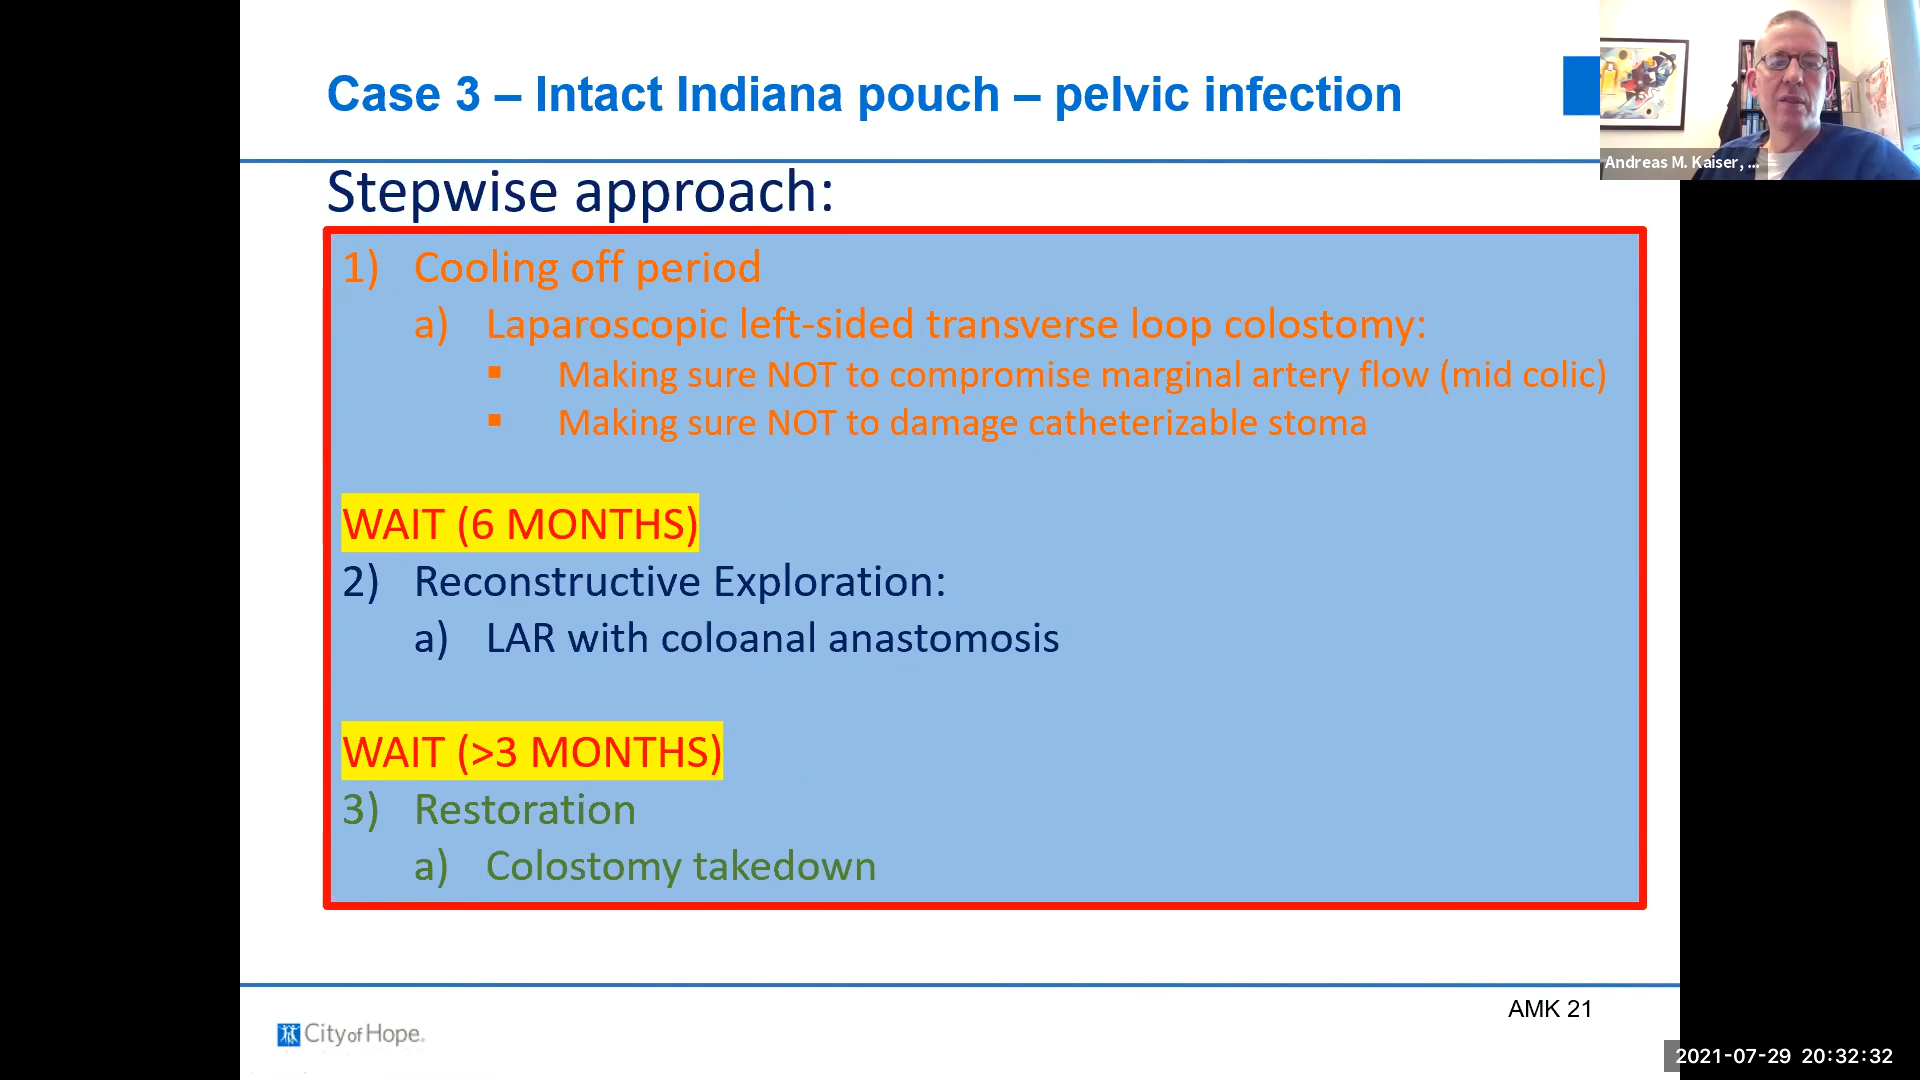 Case 3 – Intact Indiana pouch – pelvic infection
Andreas M. Kaiser, ...
Stepwise approach:
1) Cooling off period
a) Laparoscopic left-sided transverse loop colostomy:
▪ Making sure NOT to compromise marginal artery flow (mid colic)
▪ Making sure NOT to damage catheterizable stoma
WAIT (6 MONTHS)
2) Reconstructive Exploration:
a) LAR with coloanal anastomosis
WAIT (>3 MONTHS)
3) Restoration
a) Colostomy takedown
AMK 21
City of Hope®
2021-07-29 20:32:32